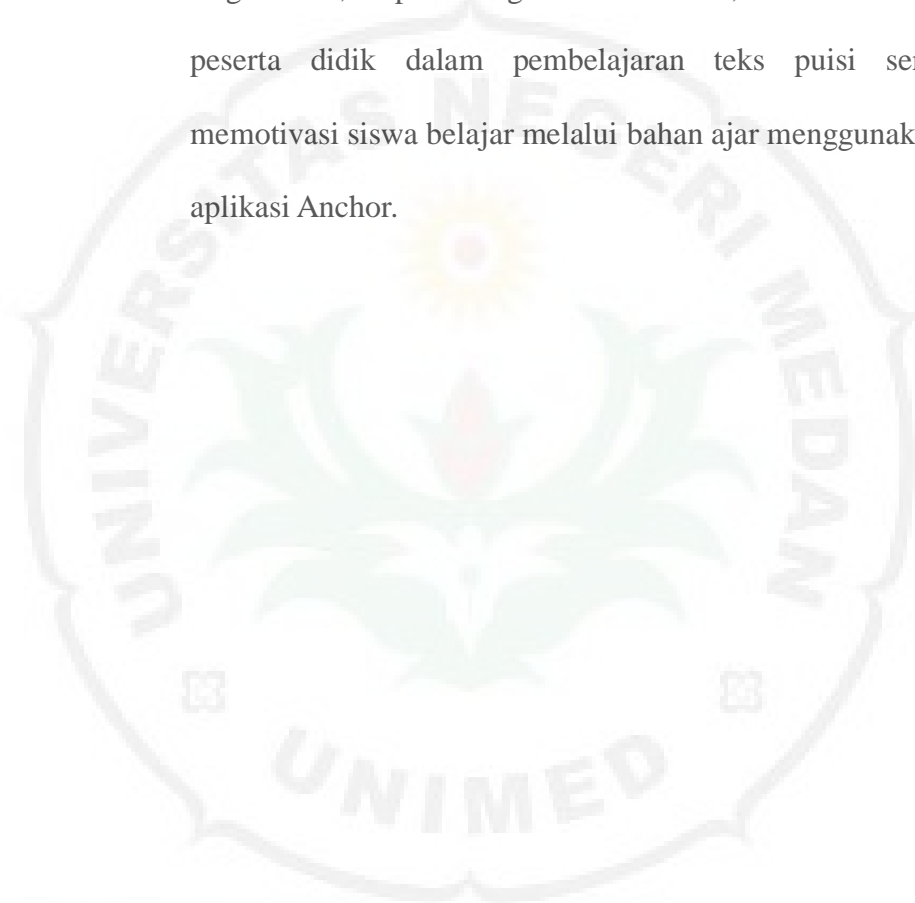 peserta didik dalam pembelajaran teks puisi
memotivasi siswa belajar melalui bahan ajar
aplikasi Anchor.
UNIVERSITAS NEGERI MEDAN
UNIMED